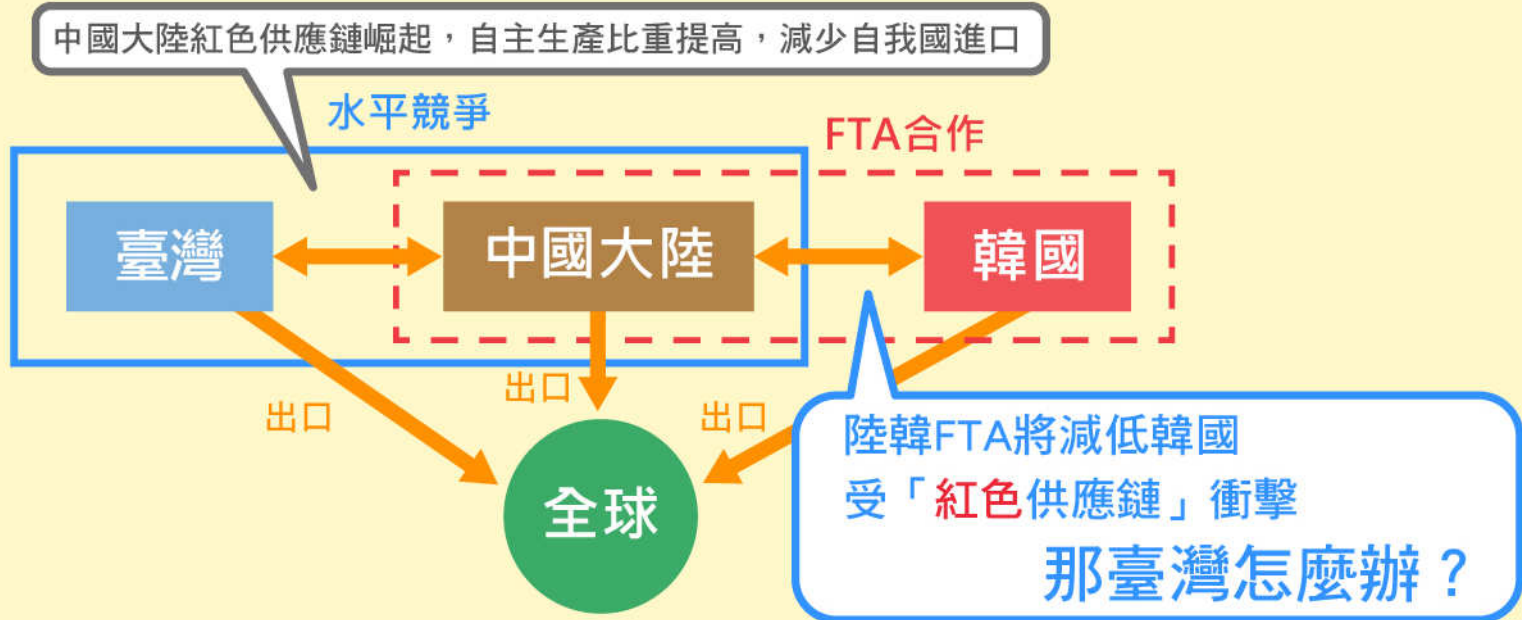 中國大陸紅色供應鏈崛起，自主生產比重提高，減少自我國進口
水平競爭
FTA合作
臺灣
中國大陸
韓國
出口
出口
出口
全球
陸韓FTA將減低韓國
受「紅色供應鏈」衝擊
那臺灣怎麼辦？